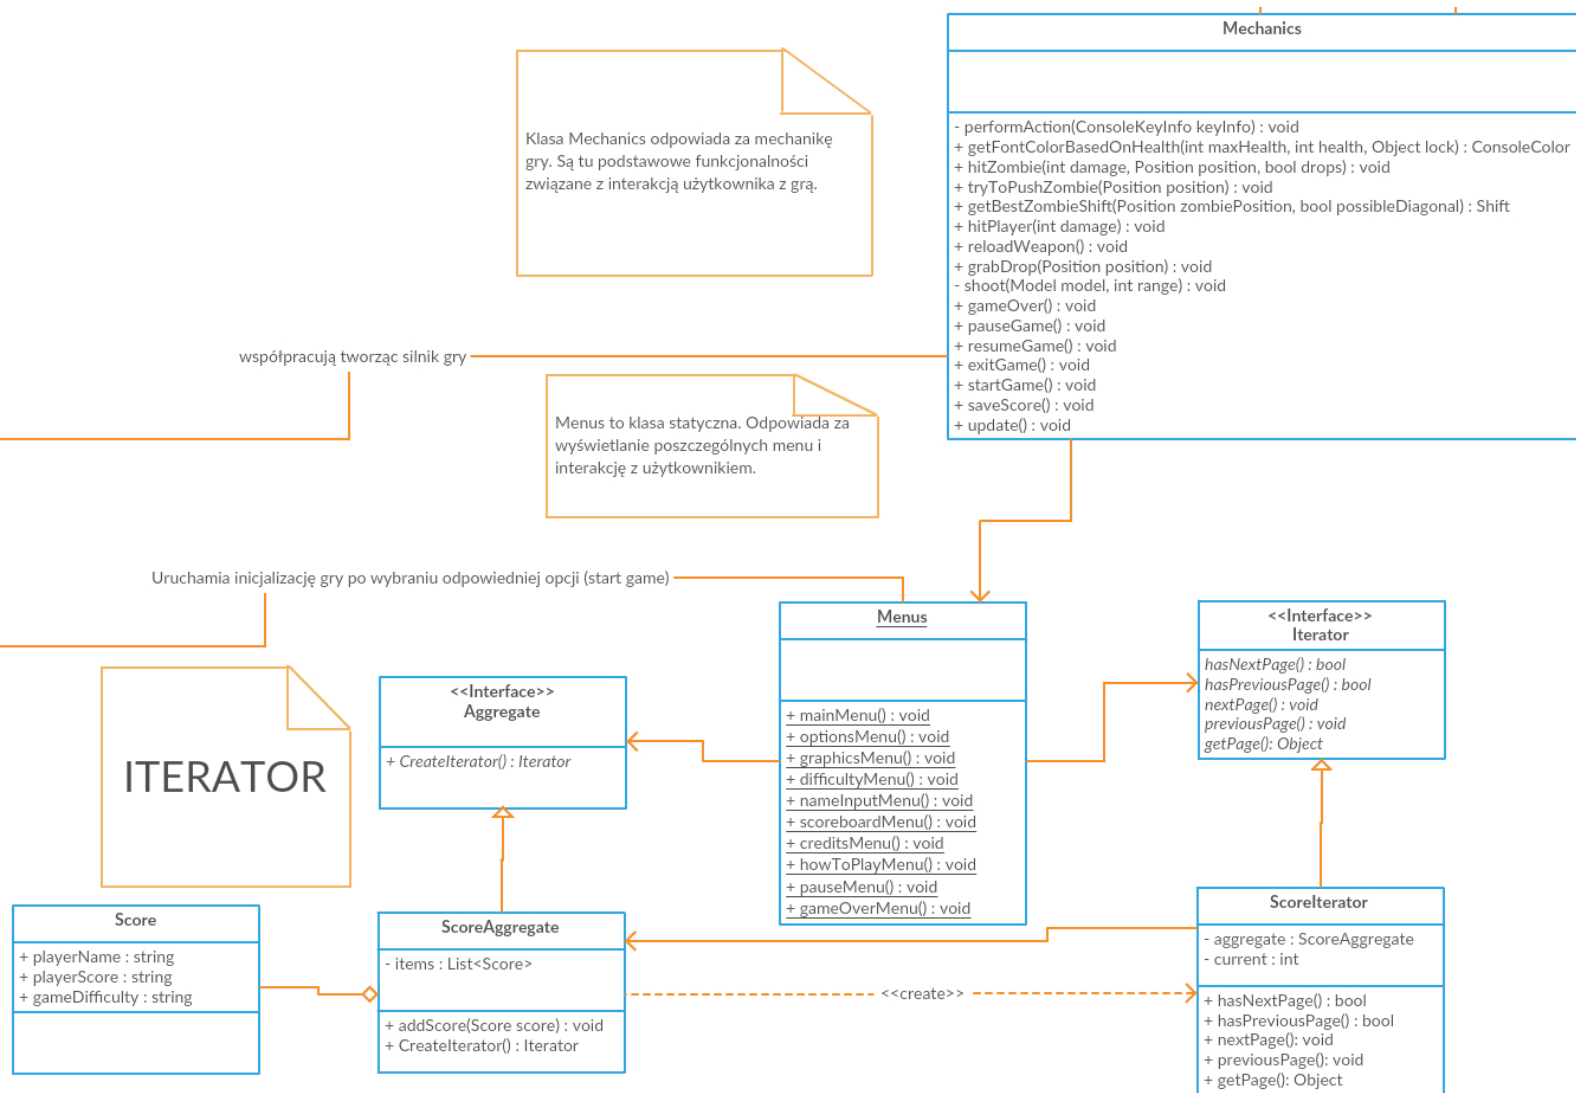 Mechanics
- performAction(ConsoleKeyInfo keyInfo) : void
+ getFontColorBasedOnHealth(int maxHealth, int health, Object lock) : ConsoleColor
+ hitZombie(int damage, Position position, bool drops) : void
+ tryToPushZombie(Position position) : void
+ getBestZombieShift(Position zombiePosition, bool possibleDiagonal) : Shift
+ hitPlayer(int damage) : void
+ reloadWeapon() : void
+ grabDrop(Position position) : void
- shoot(Model model, int range) : void
+ gameOver() : void
+ pauseGame() : void
+ resumeGame() : void
+ exitGame() : void
+ startGame() : void
+ saveScore() : void
+ update() : void
Klasa Mechanics odpowiada za mechanikę
gry. Są tu podstawowe funkcjonalności
związane z interakcją użytkownika z grą.
współpracują tworząc silnik gry
Menus to klasa statyczna. Odpowiada za
wyświetlanie poszczególnych menu i
interakcję z użytkownikiem.
Uruchamia inicjalizację gry po wybraniu odpowiedniej opcji (start game)
ITERATOR
<<Interface>>
Aggregate
+ CreateIterator() : Iterator
Menus
+ mainMenu() : void
+ optionsMenu() : void
+ graphicsMenu() : void
+ difficultyMenu() : void
+ nameInputMenu() : void
+ scoreboardMenu() : void
+ creditsMenu() : void
+ howToPlayMenu() : void
+ pauseMenu() : void
+ gameOverMenu() : void
<<Interface>>
Iterator
hasNextPage() : bool
hasPreviousPage() : bool
nextPage() : void
previousPage() : void
getPage(): Object
Score
+ playerName : string
+ playerScore : string
+ gameDifficulty : string
ScoreAggregate
- items : List<Score>
+ addScore(Score score) : void
+ CreateIterator() : Iterator
<<create>>
ScoreIterator
- aggregate : ScoreAggregate
- current : int
+ hasNextPage() : bool
+ hasPreviousPage() : bool
+ nextPage(): void
+ previousPage(): void
+ getPage(): Object